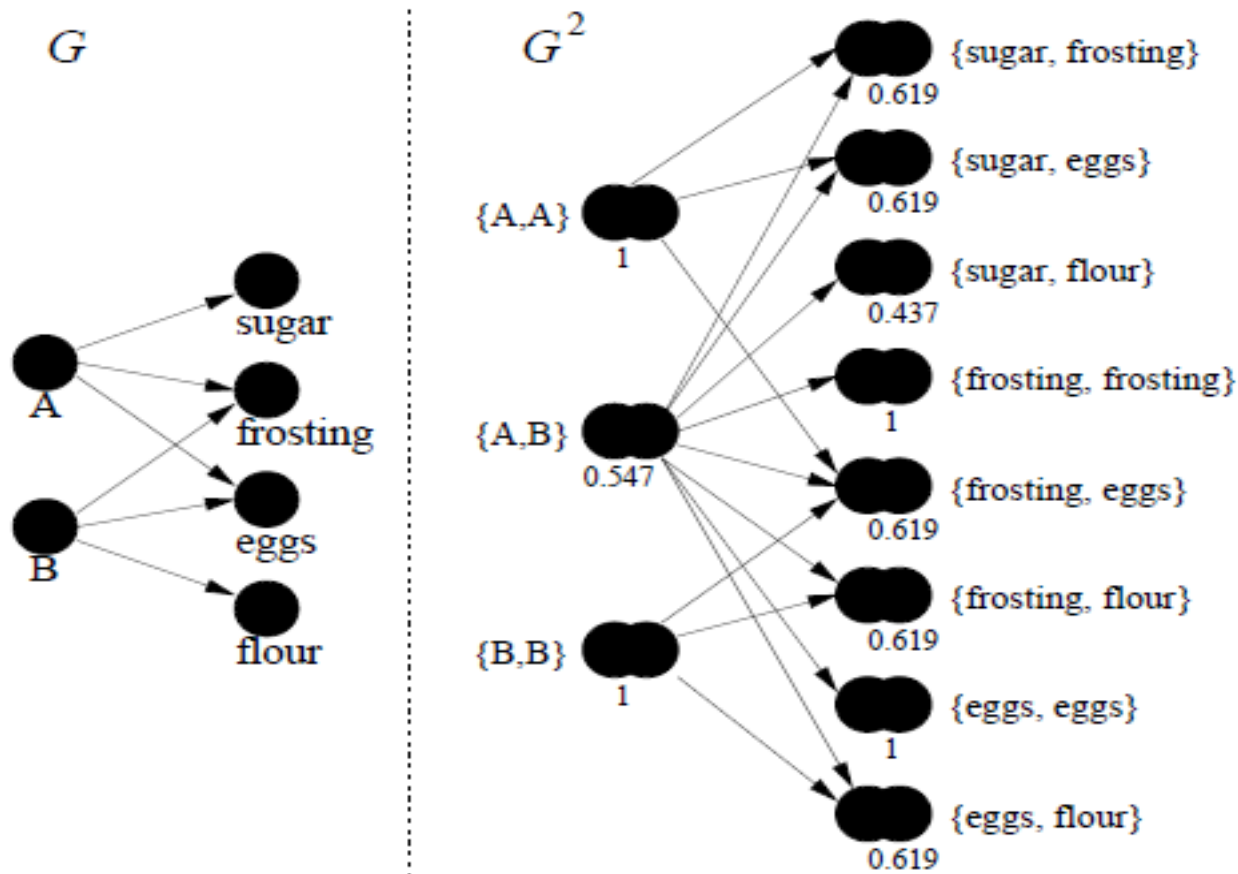 G
sugar
A
frosting
B
eggs
flour
G²
{A,A}
1
{A,B}
0.547
{B,B}
1
{sugar, frosting}
0.619
{sugar, eggs}
0.619
{sugar, flour}
0.437
{frosting, frosting}
1
{frosting, eggs}
0.619
{frosting, flour}
0.619
{eggs, eggs}
1
{eggs, flour}
0.619